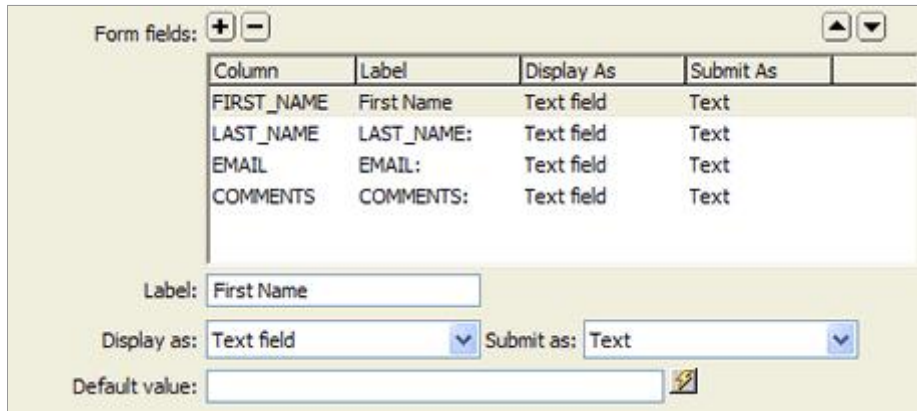 Form fields:
Column Label Display As Submit As
FIRST_NAME First Name Text field Text
LAST_NAME LAST_NAME: Text field Text
EMAIL EMAIL: Text field Text
COMMENTS COMMENTS: Text field Text
Label: First Name
Display as: Text field Submit as: Text
Default value: